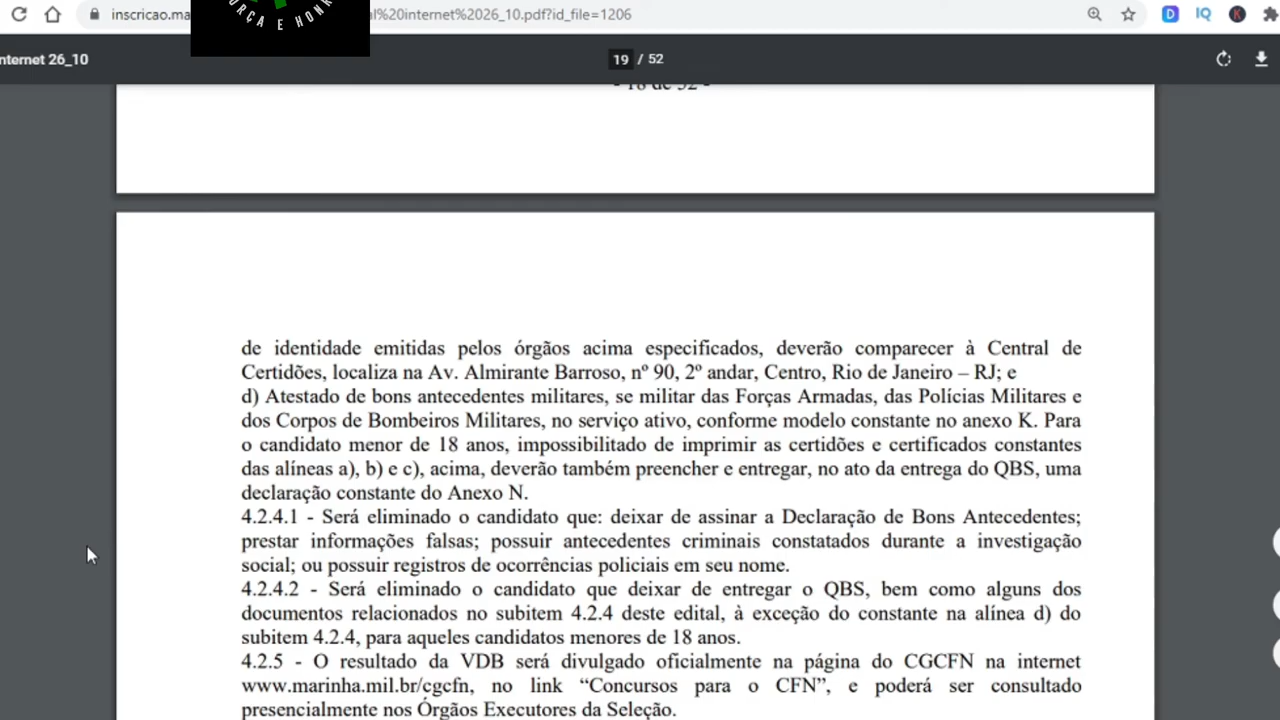 inscricao.ma
al%20internet%2026_10.pdf?id_file=1206
IQ
D
K
ORÇA E HONR
nternet 26_10
19 / 52
- 18 de 52 -
de identidade emitidas pelos órgãos acima especificados, deverão comparecer à Central de
Certidões, localiza na Av. Almirante Barroso, nº 90, 2º andar, Centro, Rio de Janeiro – RJ; e
d) Atestado de bons antecedentes militares, se militar das Forças Armadas, das Polícias Militares e
dos Corpos de Bombeiros Militares, no serviço ativo, conforme modelo constante no anexo K. Para
o candidato menor de 18 anos, impossibilitado de imprimir as certidões e certificados constantes
das alíneas a), b) e c), acima, deverão também preencher e entregar, no ato da entrega do QBS, uma
declaração constante do Anexo N.
4.2.4.1 - Será eliminado o candidato que: deixar de assinar a Declaração de Bons Antecedentes;
prestar informações falsas; possuir antecedentes criminais constatados durante a investigação
social; ou possuir registros de ocorrências policiais em seu nome.
4.2.4.2 - Será eliminado o candidato que deixar de entregar o QBS, bem como alguns dos
documentos relacionados no subitem 4.2.4 deste edital, à exceção do constante na alínea d) do
subitem 4.2.4, para aqueles candidatos menores de 18 anos.
4.2.5 - O resultado da VDB será divulgado oficialmente na página do CGCFN na internet
www.marinha.mil.br/cgcfn, no link “Concursos para o CFN”, e poderá ser consultado
presencialmente nos Órgãos Executores da Seleção.